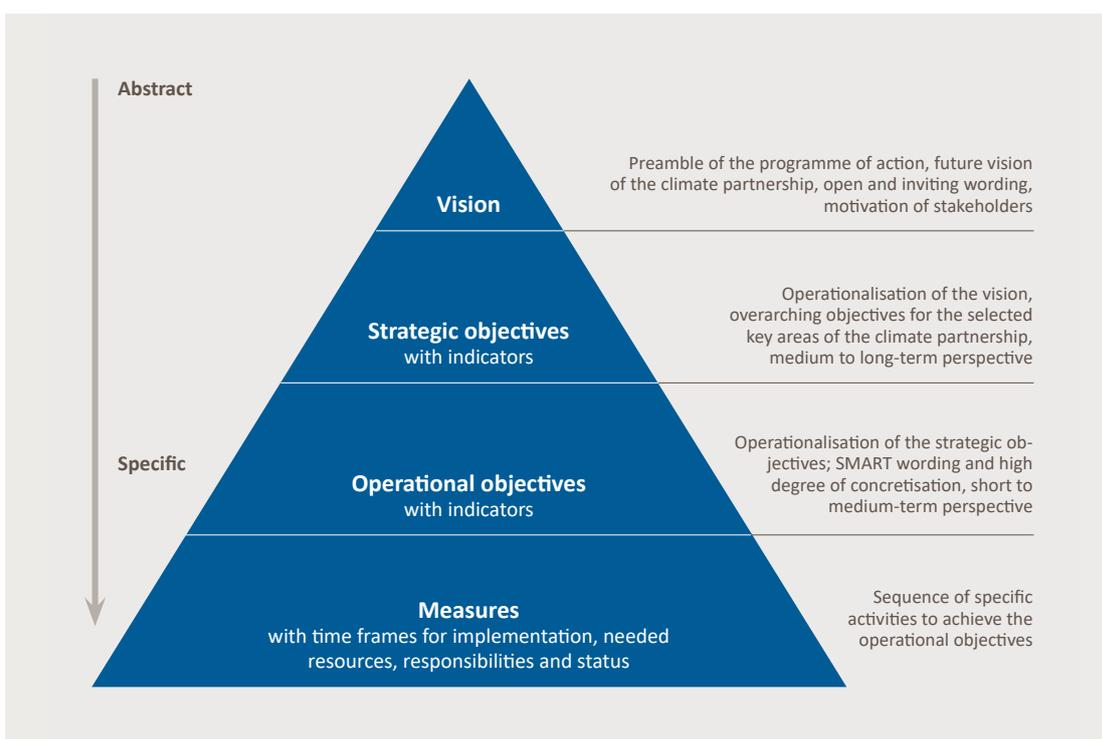 Abstract
Preamble of the programme of action, future vision
of the climate partnership, open and inviting wording,
motivation of stakeholders
Vision
Operationalisation of the vision,
overarching objectives for the selected
key areas of the climate partnership,
medium to long-term perspective
Strategic objectives
with indicators
Specific
Operationalisation of the strategic ob-
jectives; SMART wording and high
degree of concretisation, short to
medium-term perspective
Operational objectives
with indicators
Measures
with time frames for implementation, needed
resources, responsibilities and status
Sequence of specific
activities to achieve the
operational objectives